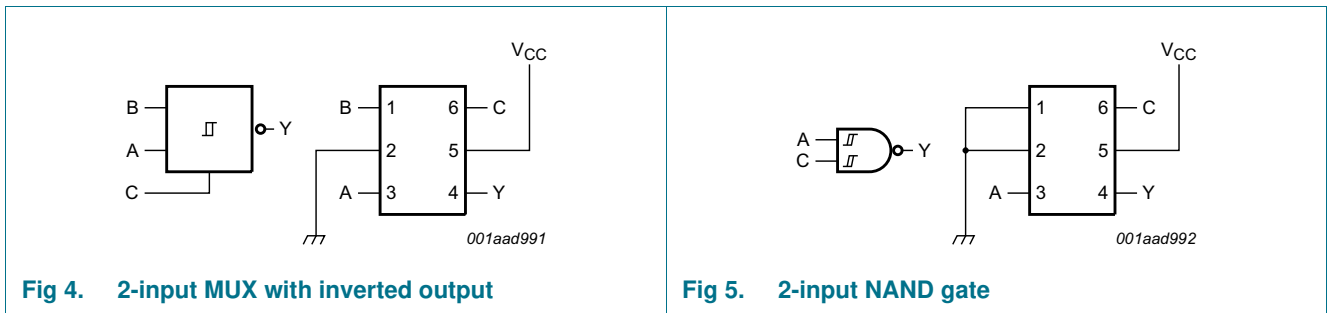 VCC
B
A
C
Y
B 1 6 C
2 5
A 3 4 Y
001aad991
Fig 4. 2-input MUX with inverted output
VCC
A
C
Y
1 6 C
2 5
A 3 4 Y
001aad992
Fig 5. 2-input NAND gate